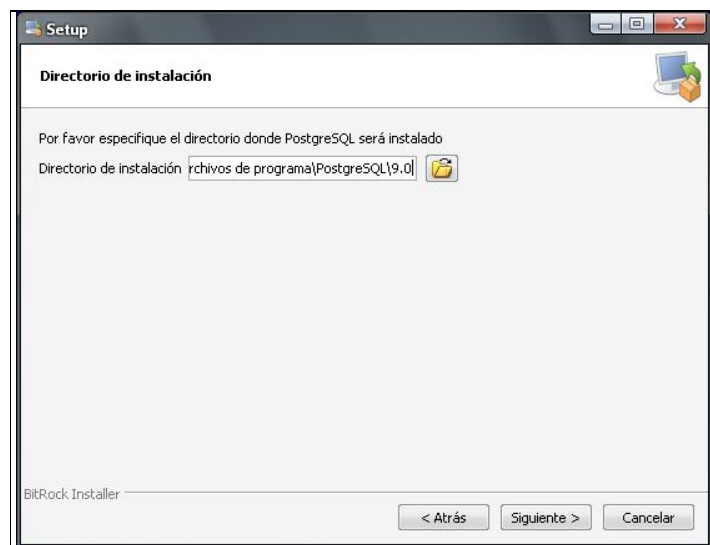 Setup
Directorio de instalación
Por favor especifique el directorio donde PostgreSQL será instalado
Directorio de instalación rchivos de programa\PostgreSQL\9.0
BitRock Installer
< Atrás Siguiente > Cancelar